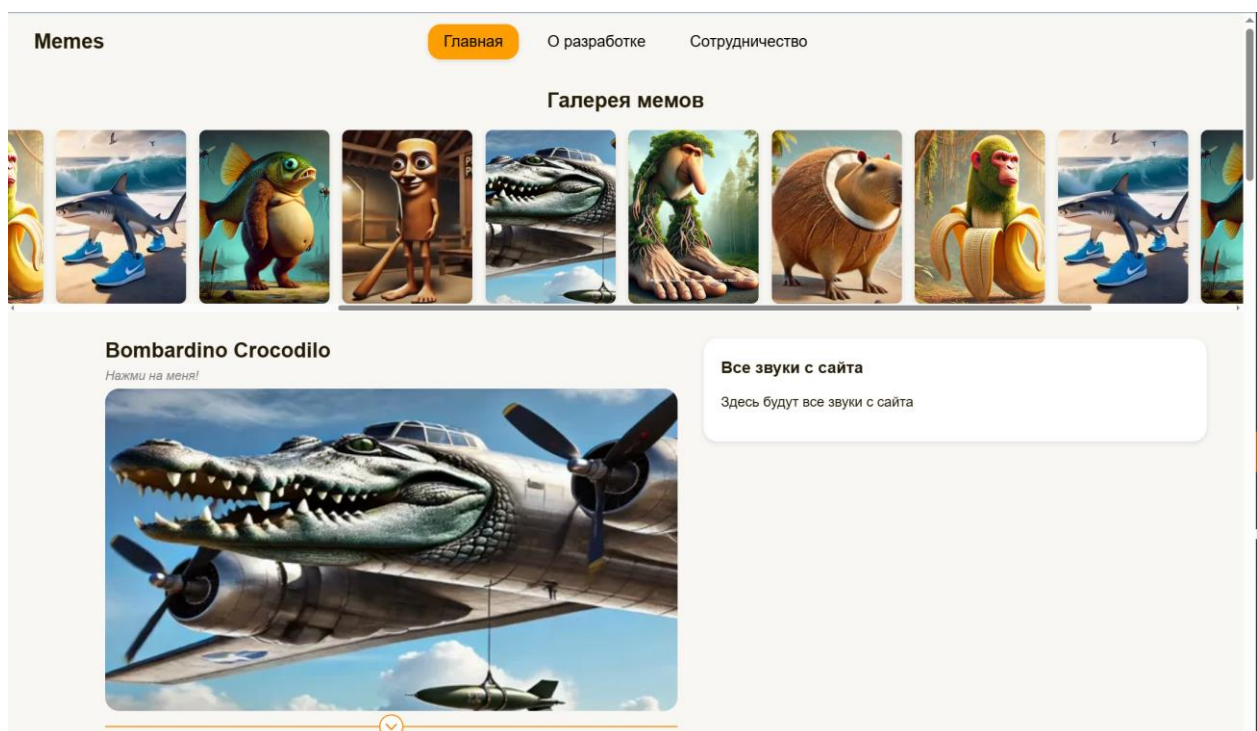 Memes
Главная
О разработке
Сотрудничество
Галерея мемов
Bombardino Crocodilo
Нажми на меня!
Все звуки с сайта
Здесь будут все звуки с сайта